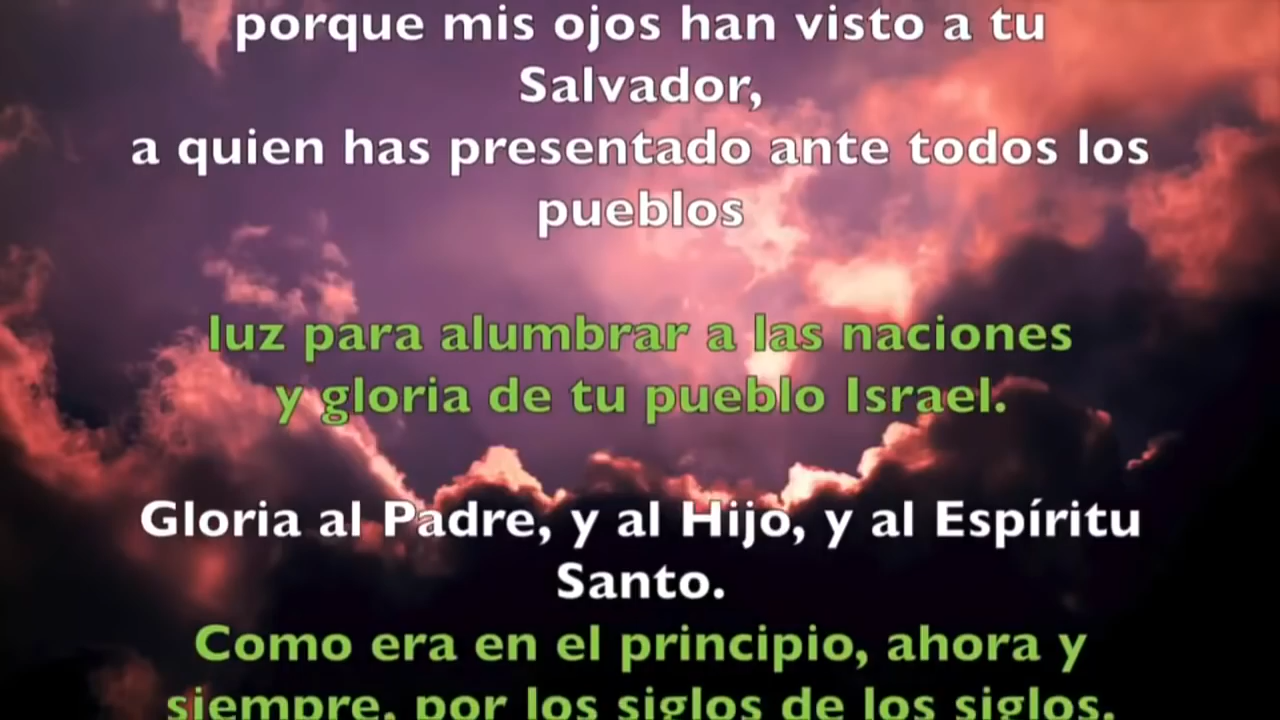 porque mis ojos han visto a tu
Salvador,
a quien has presentado ante todos los
pueblos
luz para alumbrar a las naciones
y gloria de tu pueblo Israel.
Gloria al Padre, y al Hijo, y al Espíritu
Santo.
Como era en el principio, ahora y
siempre, por los siglos de los siglos.